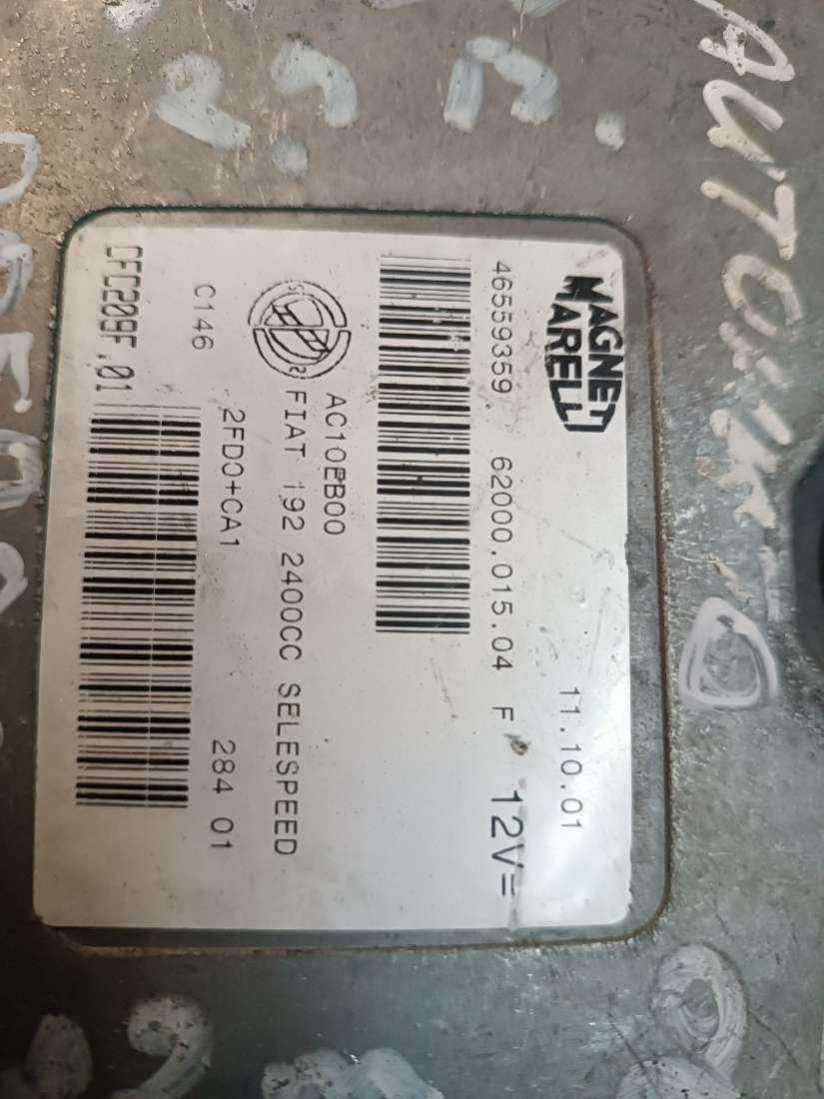 MAGNETI
MARELLI
11.10.01
46559359 62000.015.04 F 12V=
AC10EB00
FIAT 192 2400CC SELESPEED
2FD0+CA1
C146 284 01
CFC209F.01